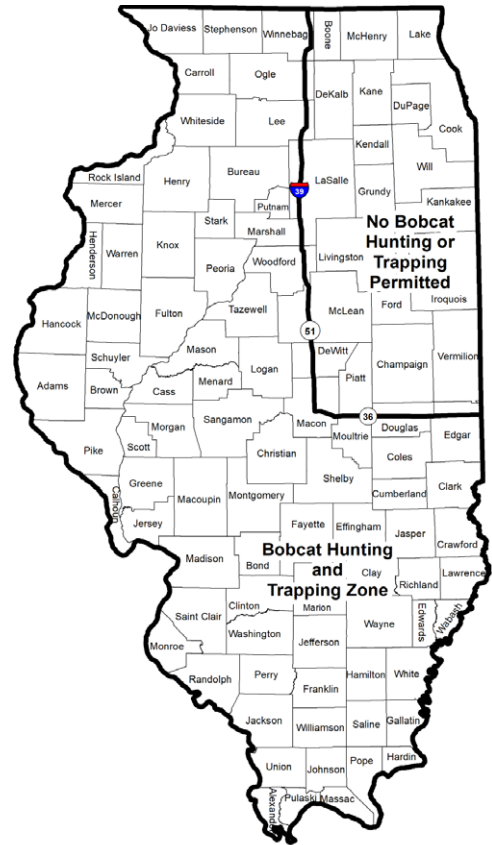 Jo Daviess
Stephenson
Winnebag
Boone
McHenry
Lake
Carroll
Ogle
DeKalb
Kane
DuPage
Cook
Whiteside
Lee
Kendall
Will
Rock Island
Henry
Bureau
LaSalle
Grundy
Kankakee
39
Mercer
Putnam
Stark
Marshall
No Bobcat
Hunting or
Trapping
Permitted
Henderson
Warren
Knox
Peoria
Woodford
Livingston
Ford
Iroquois
Hancock
McDonough
Fulton
Tazewell
McLean
51
Schuyler
Mason
Logan
DeWitt
Piatt
Champaign
Vermilion
Adams
Brown
Cass
Menard
Macon
36
Morgan
Sangamon
Moultrie
Douglas
Edgar
Pike
Scott
Christian
Coles
Greene
Macoupin
Montgomery
Shelby
Cumberland
Clark
Calhoun
Jersey
Fayette
Effingham
Jasper
Crawford
Madison
Bond
Bobcat Hunting
and
Trapping Zone
Clay
Richland
Lawrence
Clinton
Marion
Saint Clair
Washington
Wayne
Edwards
Wabash
Monroe
Jefferson
Randolph
Perry
Franklin
Hamilton
White
Jackson
Williamson
Saline
Gallatin
Union
Johnson
Pope
Hardin
Alexander
Pulaski
Massac